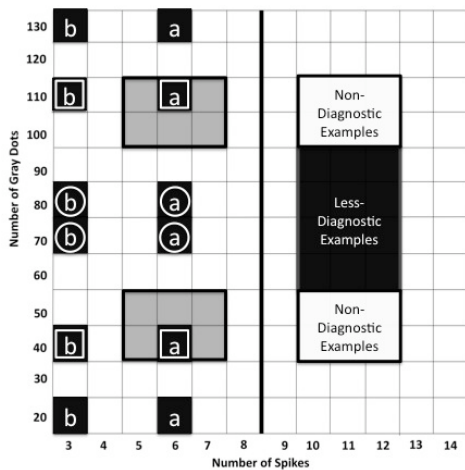 130 b a
120
110 b a Non-
Diagnostic
Examples
100
90
80 b a Less-
Diagnostic
Examples
70 b a
60
50 Non-
Diagnostic
Examples
40 b a
30
20 b a
3 4 5 6 7 8 9 10 11 12 13 14
Number of Spikes
Number of Gray Dots